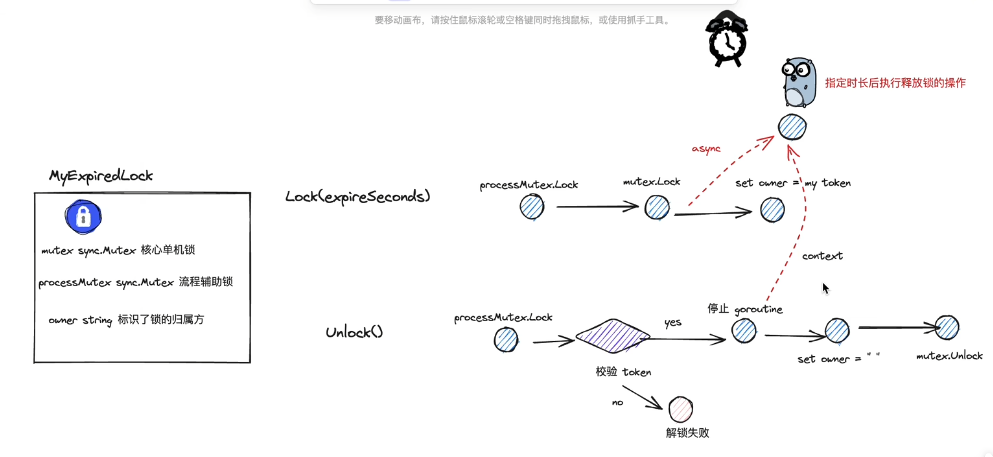 要移动画布，请按住鼠标滚轮或空格键同时拖拽鼠标，或使用抓手工具。
指定时长后执行释放锁的操作
async
MyExpiredLock
mutex sync.Mutex 核心单机锁
processMutex sync.Mutex 流程辅助锁
owner string 标识了锁的归属方
Lock(expireSeconds)
processMutex.Lock
mutex.Lock
set owner = my token
context
Unlock()
processMutex.Lock
校验 token
yes
停止 goroutine
set owner = " "
mutex.Unlock
no
解锁失败